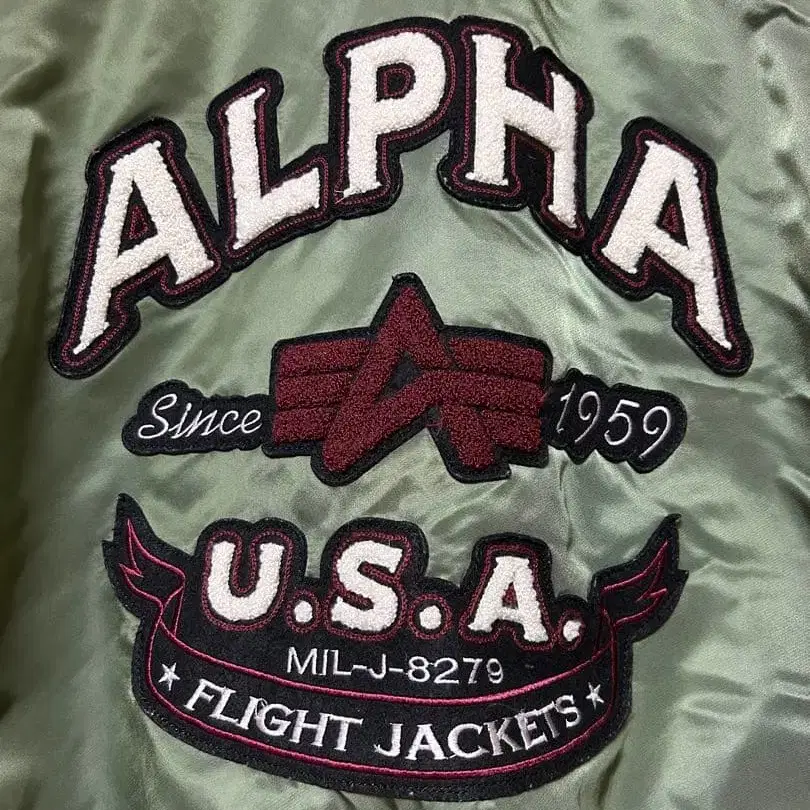 ALPHA
Since 1959
U.S.A.
MIL-J-8279
★ FLIGHT JACKETS ★